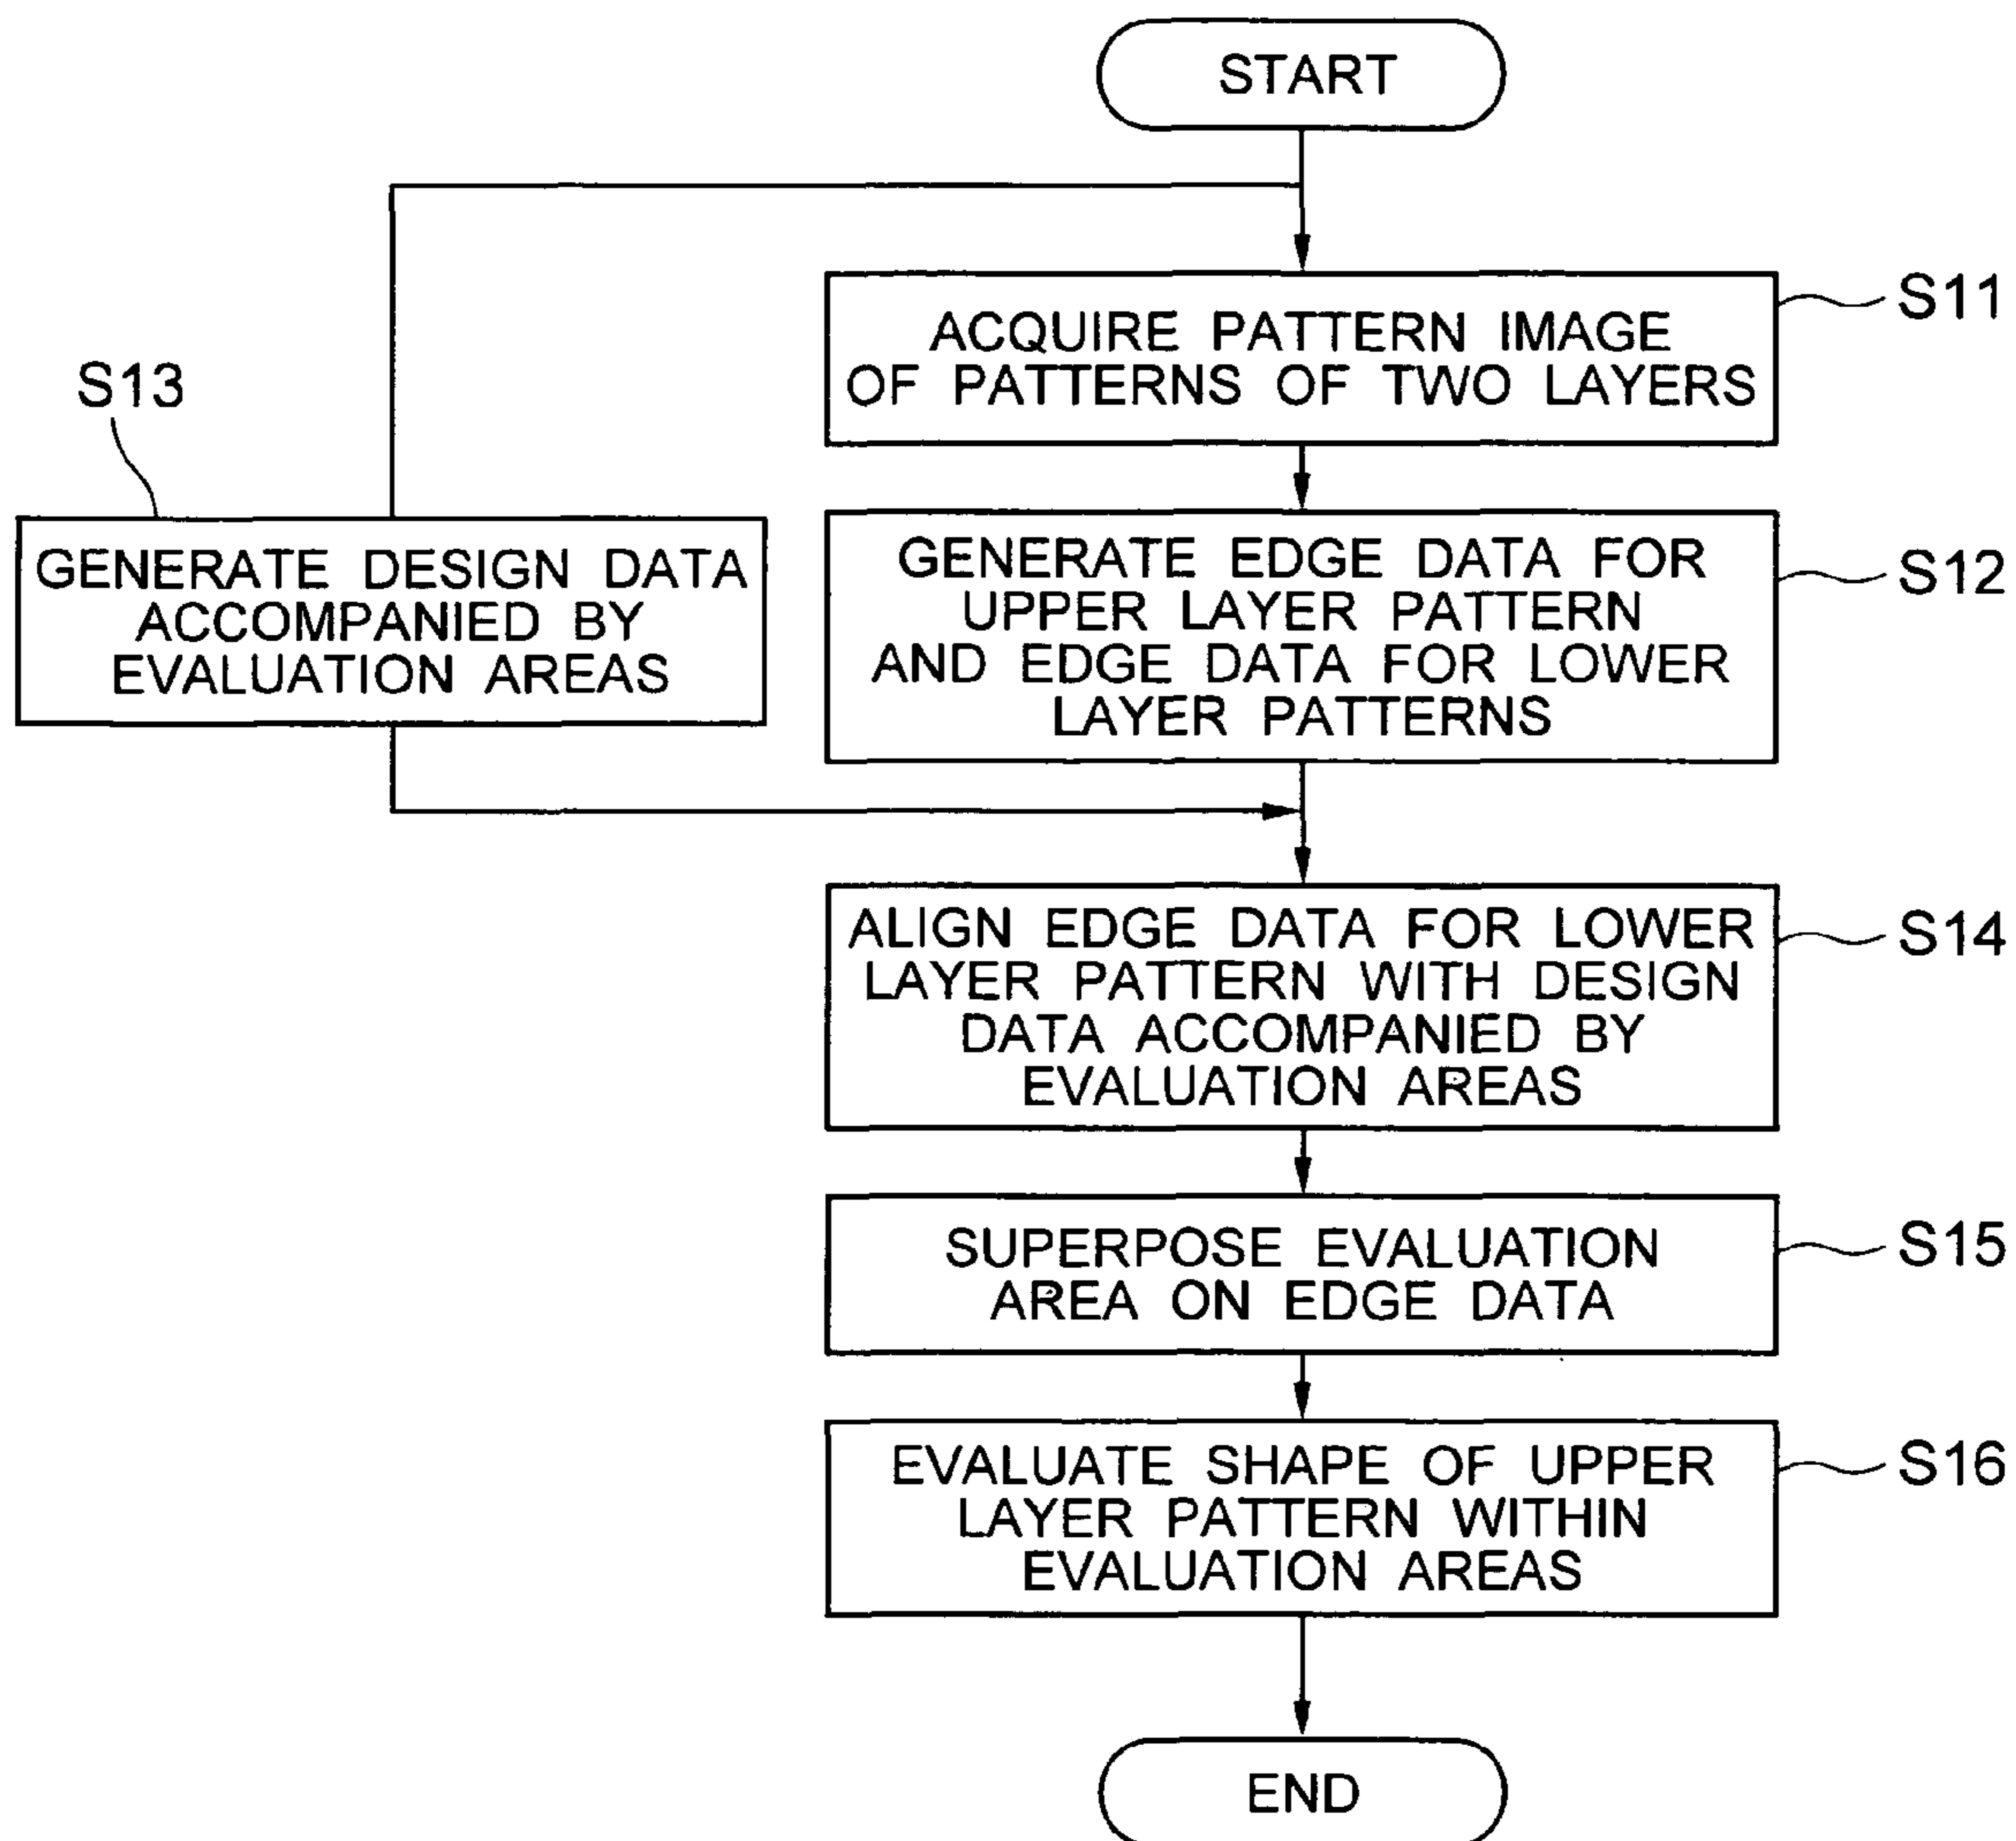 START
ACQUIRE PATTERN IMAGE
OF PATTERNS OF TWO LAYERS
S11
S13
GENERATE DESIGN DATA
ACCOMPANIED BY
EVALUATION AREAS
GENERATE EDGE DATA FOR
UPPER LAYER PATTERN
AND EDGE DATA FOR LOWER
LAYER PATTERNS
S12
ALIGN EDGE DATA FOR LOWER
LAYER PATTERN WITH DESIGN
DATA ACCOMPANIED BY
EVALUATION AREAS
S14
SUPERPOSE EVALUATION
AREA ON EDGE DATA
S15
EVALUATE SHAPE OF UPPER
LAYER PATTERN WITHIN
EVALUATION AREAS
S16
END